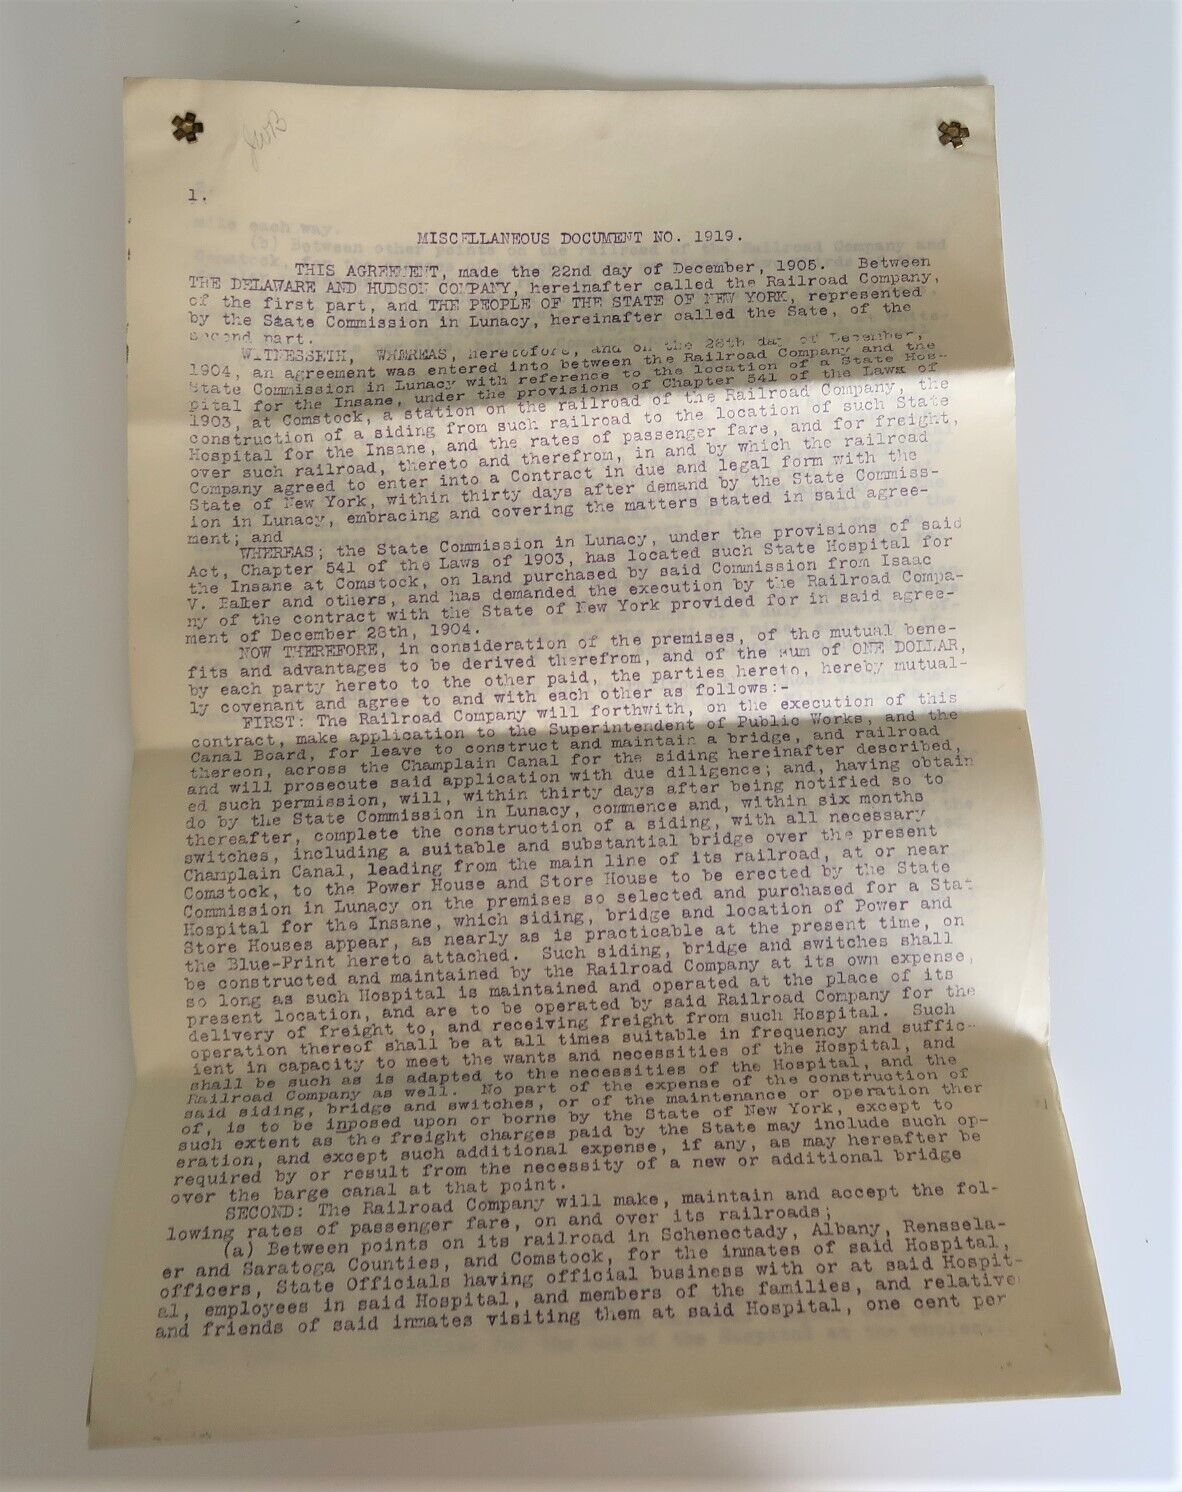 JWB
1.
MISCELLANEOUS DOCUMENT NO. 1919.
THIS AGREEMENT, made the 22nd day of December, 1905. Between
THE DELAWARE AND HUDSON COMPANY, hereinafter called the Railroad Company,
of the first part, and THE PEOPLE OF THE STATE OF NEW YORK, represented
by the State Commission in Lunacy, hereinafter called the Sate, of the
second part.
WITNESSETH, WHEREAS, heretofore, and on the 28th day of December,
1904, an agreement was entered into between the Railroad Company and the
State Commission in Lunacy with reference to the location of a State Hos-
pital for the Insane, under the provisions of Chapter 541 of the Laws of
1903, at Comstock, a station on the railroad of the Railroad Company, the
construction of a siding from such railroad to the location of such State
Hospital for the Insane, and the rates of passenger fare, and for freight,
over such railroad, thereto and therefrom, in and by which the railroad
Company agreed to enter into a Contract in due and legal form with the
State of New York, within thirty days after demand by the State Commiss-
ion in Lunacy, embracing and covering the matters stated in said agree-
ment; and
WHEREAS; the State Commission in Lunacy, under the provisions of said
Act, Chapter 541 of the Laws of 1903, has located such State Hospital for
the Insane at Comstock, on land purchased by said Commission from Isaac
V. Baker and others, and has demanded the execution by the Railroad Compa-
ny of the contract with the State of New York provided for in said agree-
ment of December 28th, 1904.
NOW THEREFORE, in consideration of the premises, of the mutual bene-
fits and advantages to be derived therefrom, and of the sum of ONE DOLLAR,
by each party hereto to the other paid, the parties hereto, hereby mutual-
ly covenant and agree to and with each other as follows:-
FIRST: The Railroad Company will forthwith, on the execution of this
contract, make application to the Superintendent of Public Works, and the
Canal Board, for leave to construct and maintain a bridge, and railroad
thereon, across the Champlain Canal for the siding hereinafter described,
and will prosecute said application with due diligence; and, having obtain
ed such permission, will, within thirty days after being notified so to
do by the State Commission in Lunacy, commence and, within six months
thereafter, complete the construction of a siding, with all necessary
switches, including a suitable and substantial bridge over the present
Champlain Canal, leading from the main line of its railroad, at or near
Comstock, to the Power House and Store House to be erected by the State
Commission in Lunacy on the premises so selected and purchased for a Stat
Hospital for the Insane, which siding, bridge and location of Power and
Store Houses appear, as nearly as is practicable at the present time, on
the Blue-Print hereto attached. Such siding, bridge and switches shall
be constructed and maintained by the Railroad Company at its own expense,
so long as such Hospital is maintained and operated at the place of its
present location, and are to be operated by said Railroad Company for the
delivery of freight to, and receiving freight from such Hospital. Such
operation thereof shall be at all times suitable in frequency and suffic-
ient in capacity to meet the wants and necessities of the Hospital, and
shall be such as is adapted to the necessities of the Hospital, and the
Railroad Company as well. No part of the expense of the construction of
said siding, bridge and switches, or of the maintenance or operation ther
of, is to be imposed upon or borne by the State of New York, except to
such extent as the freight charges paid by the State may include such op-
eration, and except such additional expense, if any, as may hereafter be
required by or result from the necessity of a new or additional bridge
over the barge canal at that point.
SECOND: The Railroad Company will make, maintain and accept the fol-
lowing rates of passenger fare, on and over its railroads;
(a) Between points on its railroad in Schenectady, Albany, Renssela-
er and Saratoga Counties, and Comstock, for the inmates of said Hospital,
officers, State Officials having official business with or at said Hospit-
al, employees in said Hospital, and members of the families, and relatives
and friends of said inmates visiting them at said Hospital, one cent per